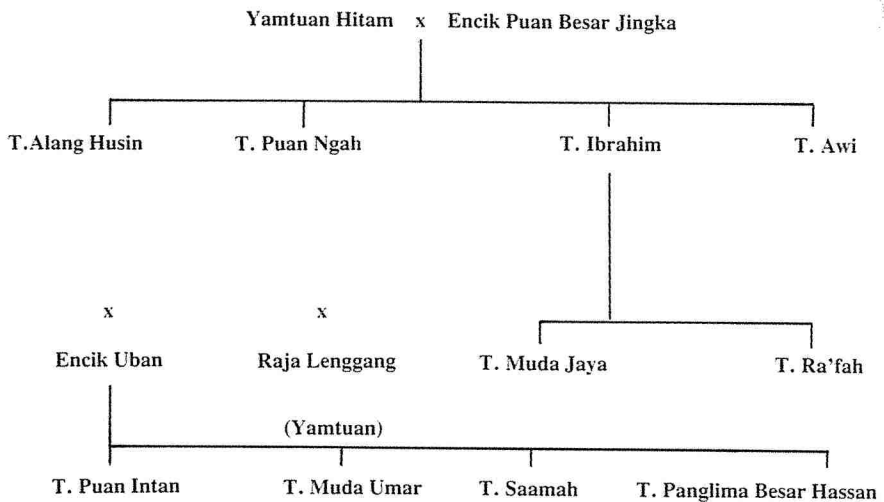 Yamtuan Hitam x Encik Puan Besar Jingka
T.Alang Husin T. Puan Ngah T. Ibrahim T. Awi
x x
Encik Uban Raja Lenggang T. Muda Jaya T. Ra'fah
(Yamtuan)
T. Puan Intan T. Muda Umar T. Saamah T. Panglima Besar Hassan